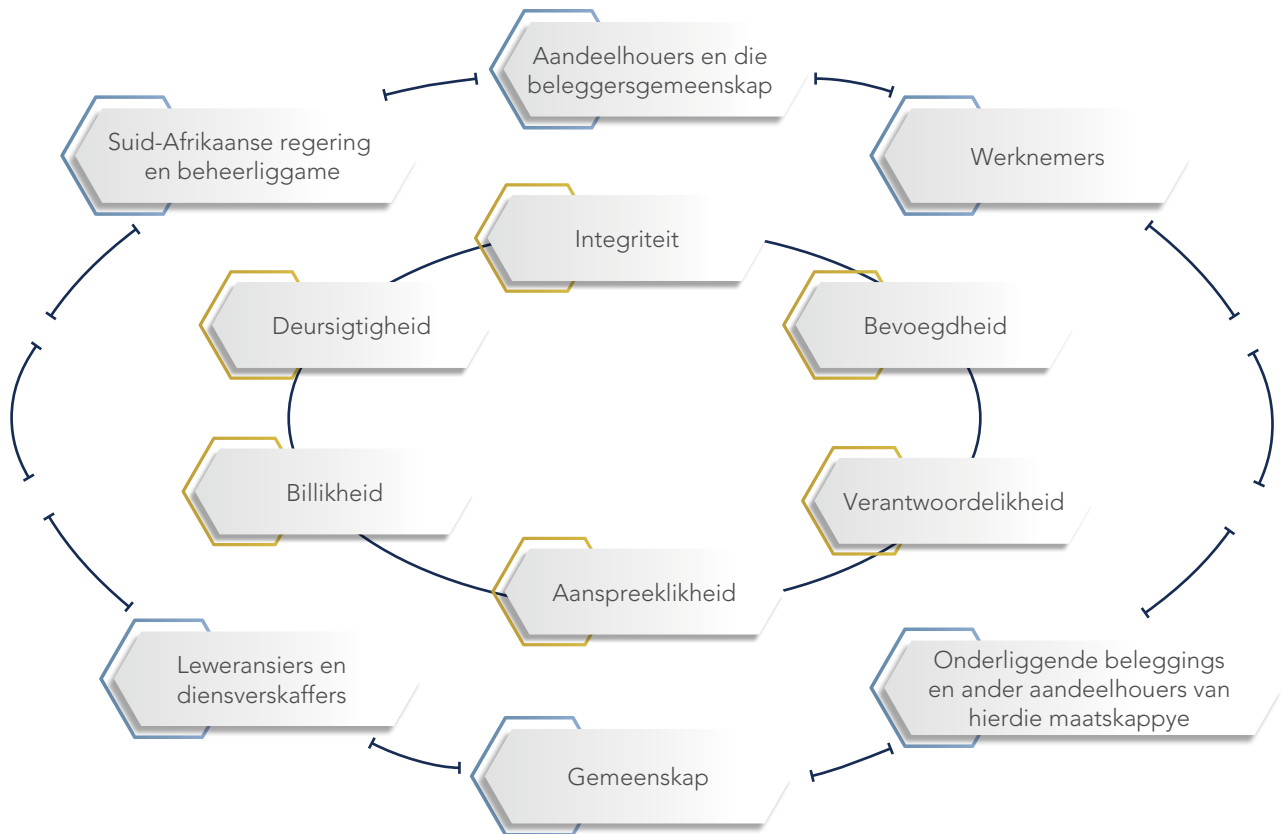 Aandeelhouers en die
beleggersgemeenskap
Suid-Afrikaanse regering
en beheerliggame
Werknemers
Integriteit
Deursigtigheid
Bevoegdheid
Billikheid
Verantwoordelikheid
Aanspreeklikheid
Leweransiers en
diensverskaffers
Onderliggende beleggings
en ander aandeelhouers van
hierdie maatskappye
Gemeenskap